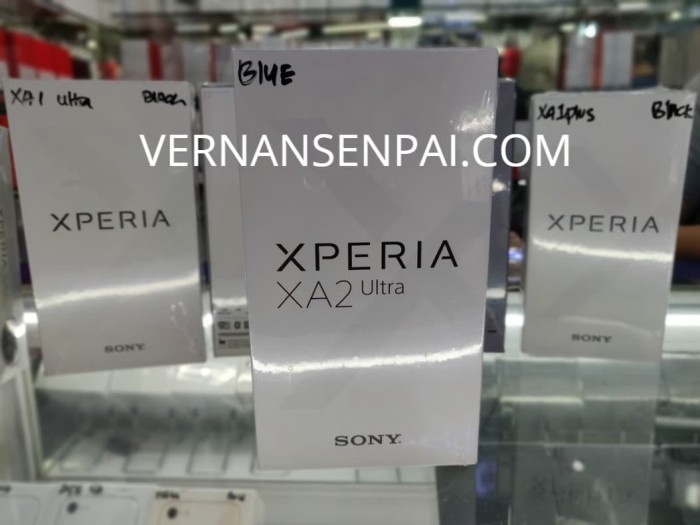 BLUE
XA1 ultra
BLACK
XA1plus
Black
VERNANSENPAI.COM
XPERIA
XPERIA
XA2 Ultra
XPERIA
SONY
SONY
SONY